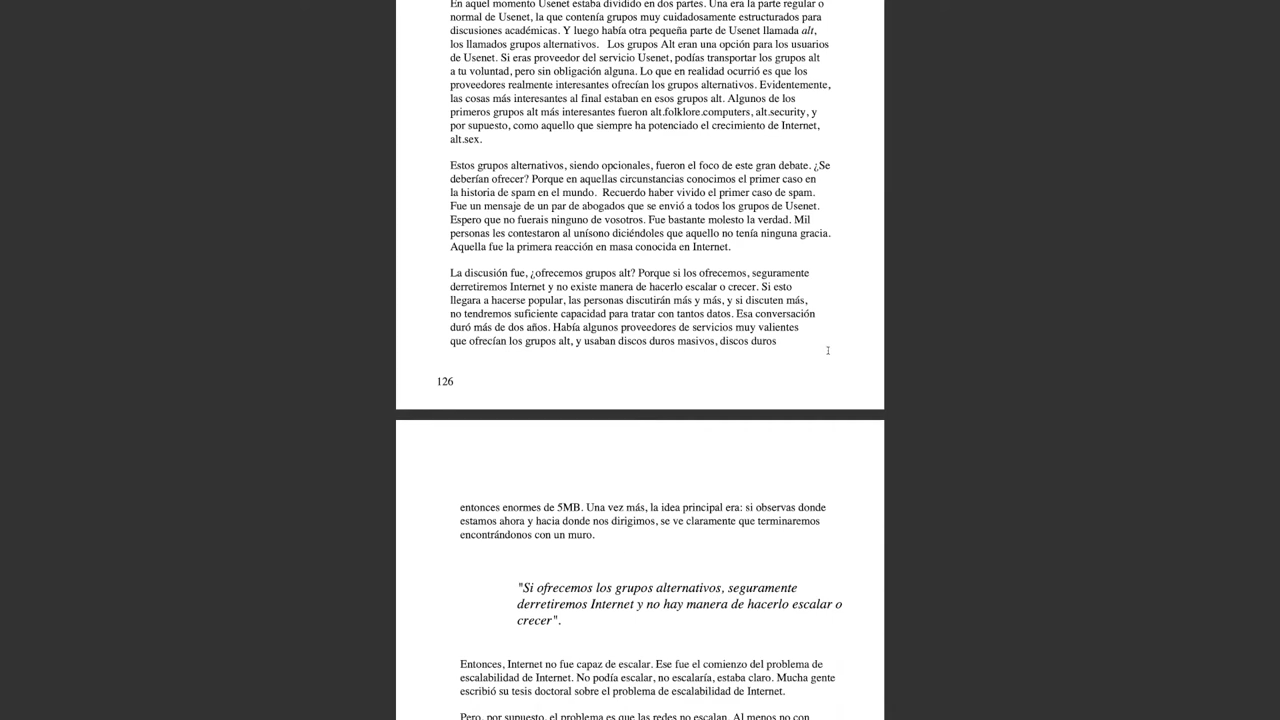 En aquel momento Usenet estaba dividido en dos partes. Una era la parte regular o
normal de Usenet, la que contenía grupos muy cuidadosamente estructurados para
discusiones académicas. Y luego había otra pequeña parte de Usenet llamada alt,
los llamados grupos alternativos. Los grupos Alt eran una opción para los usuarios
de Usenet. Si eras proveedor del servicio Usenet, podías transportar los grupos alt
a tu voluntad, pero sin obligación alguna. Lo que en realidad ocurrió es que los
proveedores realmente interesantes ofrecían los grupos alternativos. Evidentemente,
las cosas más interesantes al final estaban en esos grupos alt. Algunos de los
primeros grupos alt más interesantes fueron alt.folklore.computers, alt.security, y
por supuesto, como aquello que siempre ha potenciado el crecimiento de Internet,
alt.sex.
Estos grupos alternativos, siendo opcionales, fueron el foco de este gran debate. ¿Se
deberían ofrecer? Porque en aquellas circunstancias conocimos el primer caso en
la historia de spam en el mundo. Recuerdo haber vivido el primer caso de spam.
Fue un mensaje de un par de abogados que se envió a todos los grupos de Usenet.
Espero que no fuerais ninguno de vosotros. Fue bastante molesto la verdad. Mil
personas les contestaron al unísono diciéndoles que aquello no tenía ninguna gracia.
Aquella fue la primera reacción en masa conocida en Internet.
La discusión fue, ¿ofrecemos grupos alt? Porque si los ofrecemos, seguramente
derretiremos Internet y no existe manera de hacerlo escalar o crecer. Si esto
llegara a hacerse popular, las personas discutirán más y más, y si discuten más,
no tendremos suficiente capacidad para tratar con tantos datos. Esa conversación
duró más de dos años. Había algunos proveedores de servicios muy valientes
que ofrecían los grupos alt, y usaban discos duros masivos, discos duros
126
entonces enormes de 5MB. Una vez más, la idea principal era: si observas donde
estamos ahora y hacia donde nos dirigimos, se ve claramente que terminaremos
encontrándonos con un muro.
"Si ofrecemos los grupos alternativos, seguramente
derretiremos Internet y no hay manera de hacerlo escalar o
crecer".
Entonces, Internet no fue capaz de escalar. Ese fue el comienzo del problema de
escalabilidad de Internet. No podía escalar, no escalaría, estaba claro. Mucha gente
escribió su tesis doctoral sobre el problema de escalabilidad de Internet.
Pero, por supuesto, el problema es que las redes no escalan. Al menos no con